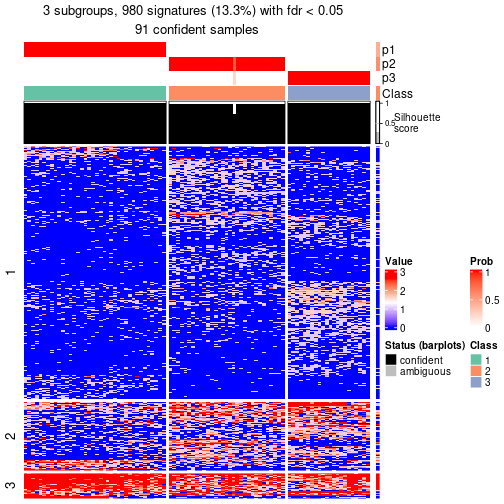 3 subgroups, 980 signatures (13.3%) with fdr < 0.05
91 confident samples
p1
p2
p3
Class
1
0.5
0
Silhouette
score
1
2
3
Value
3
2
1
0
Prob
1
0.5
0
Status (barplots)
confident
ambiguous
Class
1
2
3